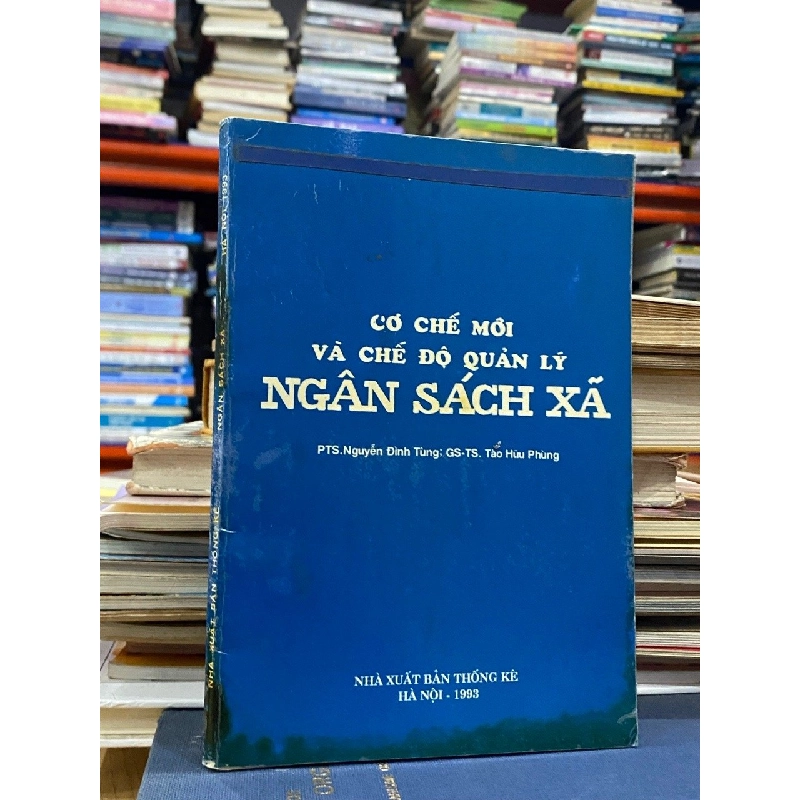 CƠ CHẾ MỚI
VÀ CHẾ ĐỘ QUẢN LÝ
NGÂN SÁCH XÃ
PTS.Nguyễn Đình Tùng; GS-TS. Tào Hữu Phùng
NHÀ XUẤT BẢN THỐNG KÊ
HÀ NỘI - 1993
NHÀ XUẤT BẢN THỐNG KÊ NGÂN SÁCH XÃ HÀ NỘI 1993